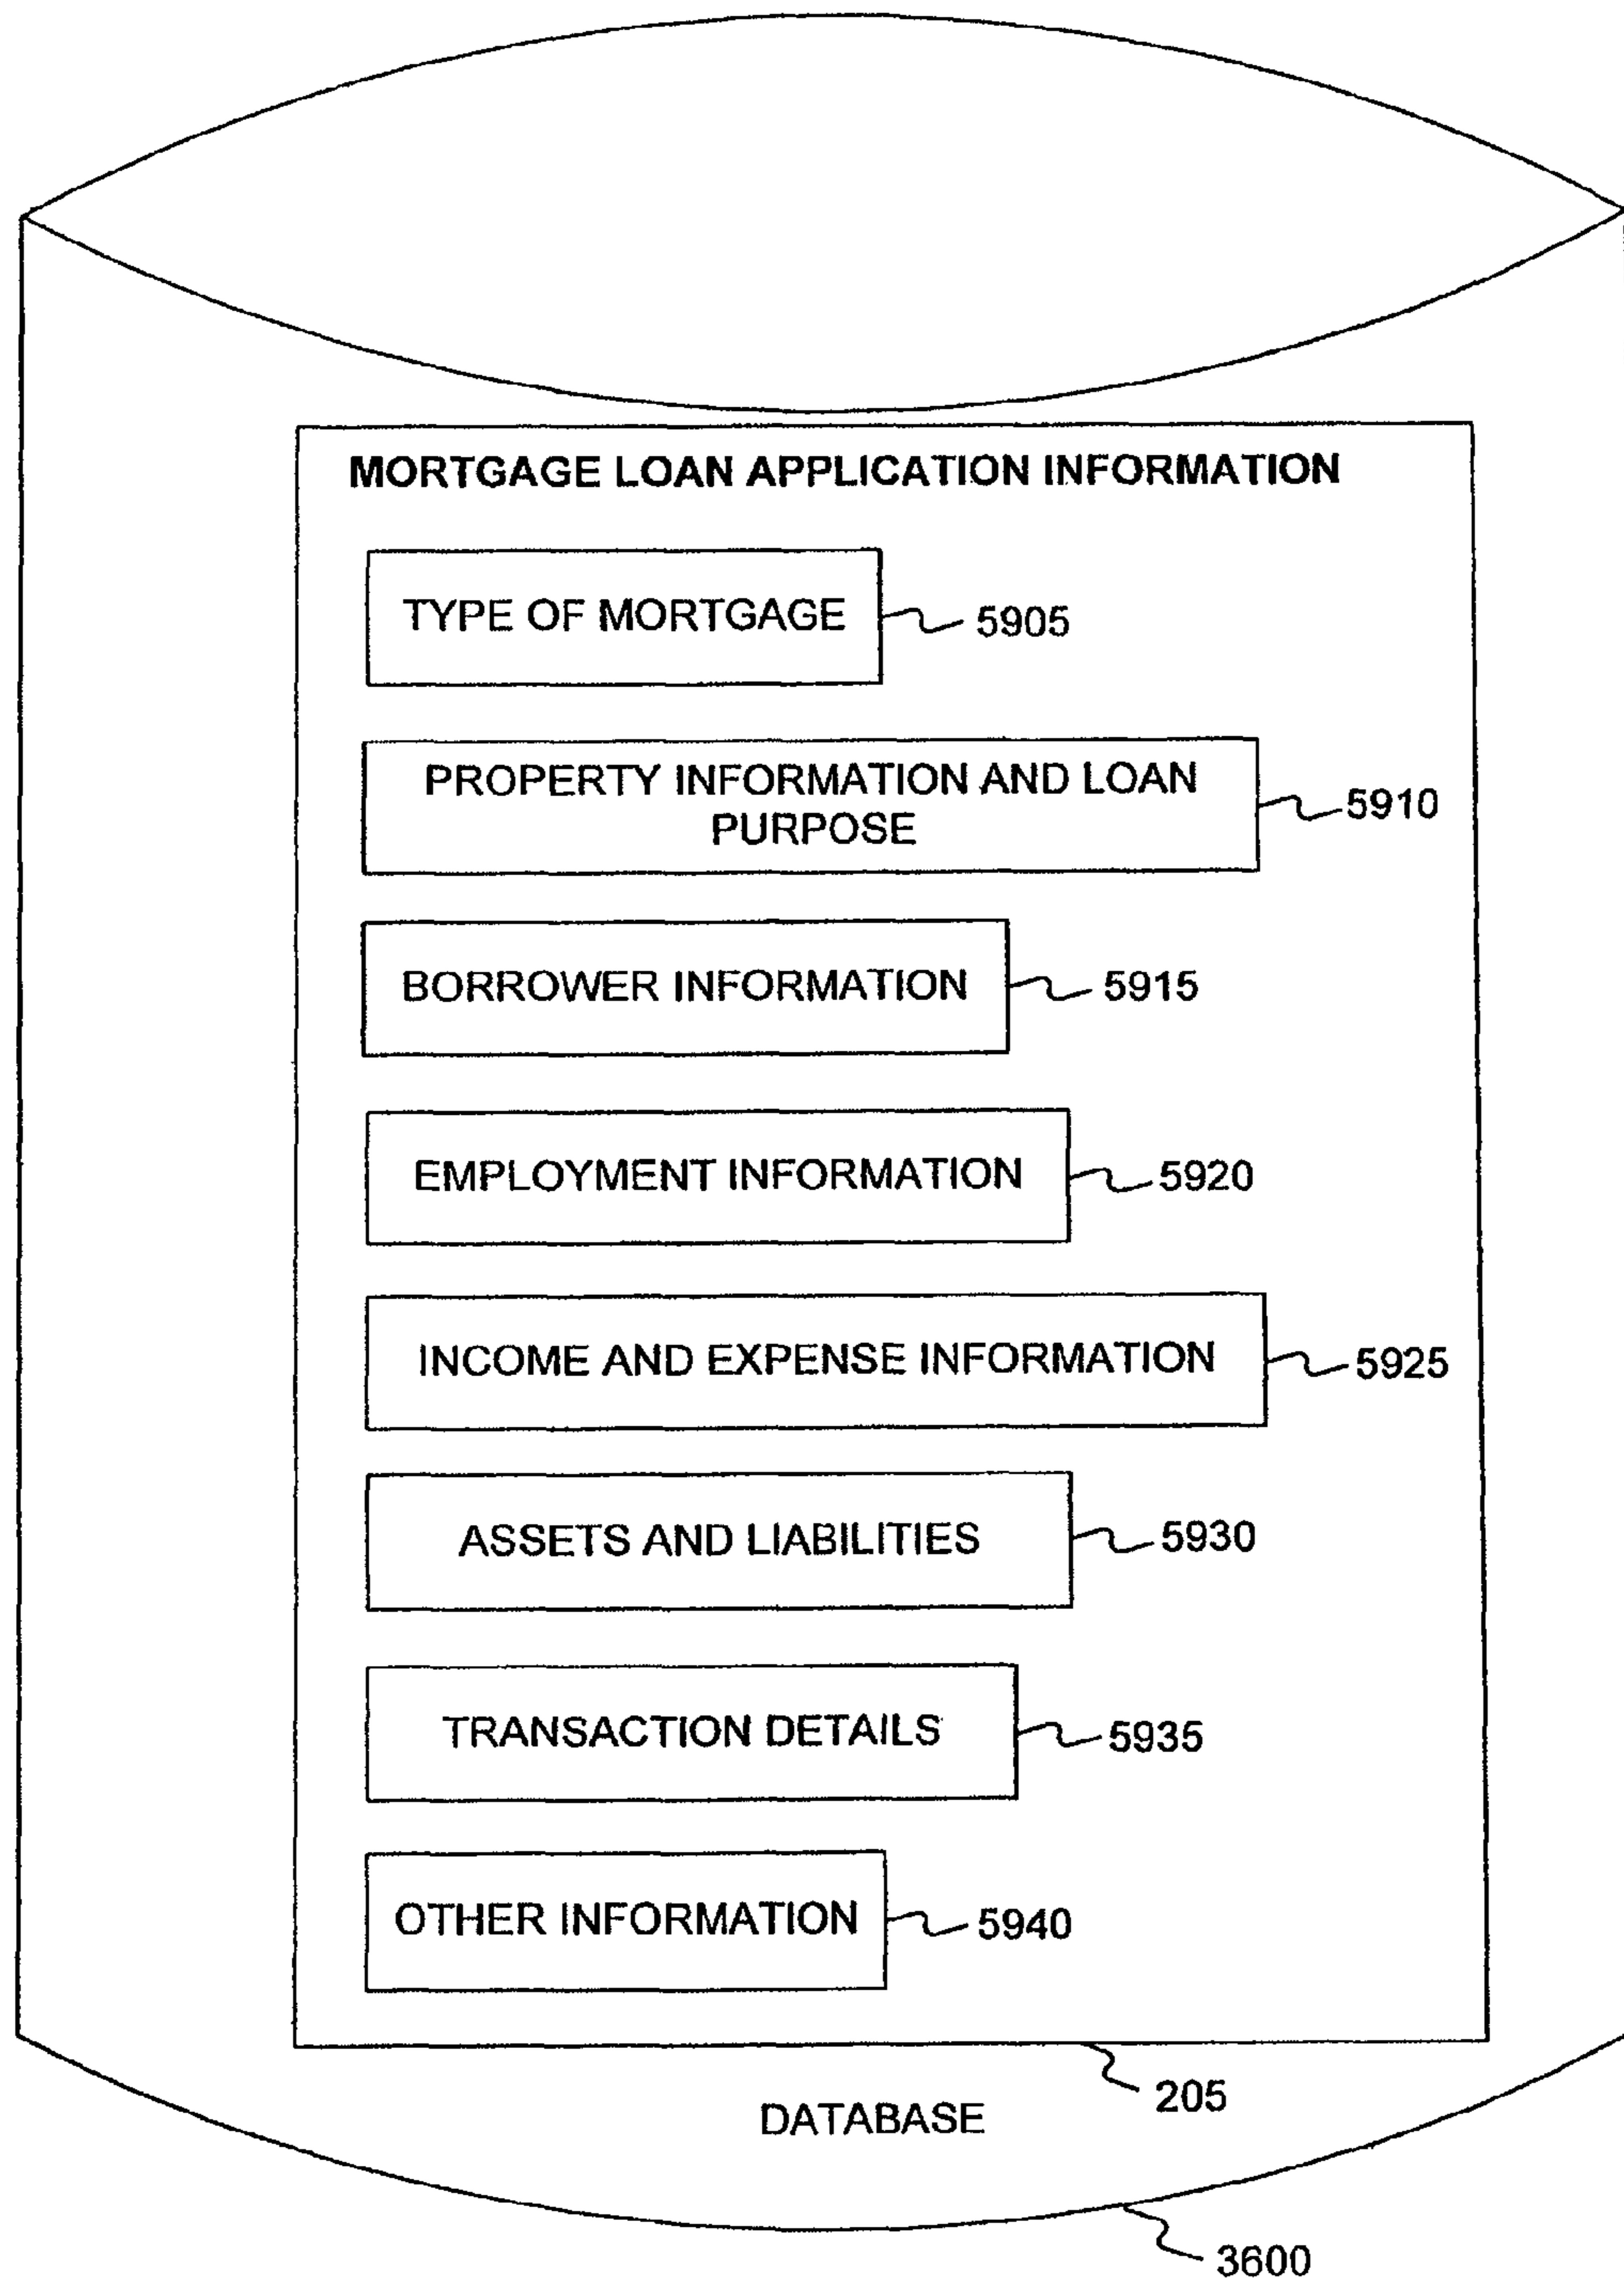 MORTGAGE LOAN APPLICATION INFORMATION
TYPE OF MORTGAGE
5905
PROPERTY INFORMATION AND LOAN
PURPOSE
5910
BORROWER INFORMATION
5915
EMPLOYMENT INFORMATION
5920
INCOME AND EXPENSE INFORMATION
5925
ASSETS AND LIABILITIES
5930
TRANSACTION DETAILS
5935
OTHER INFORMATION
5940
205
DATABASE
3600